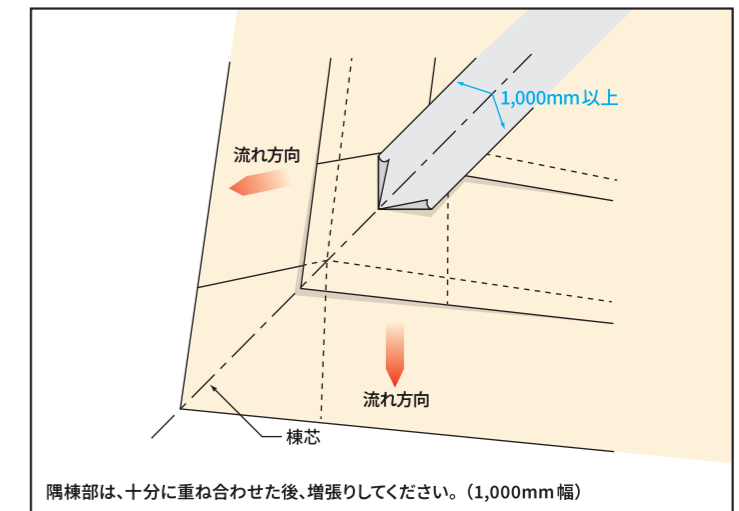 1,000mm以上
流れ方向
流れ方向
棟芯
隅棟部は、十分に重ね合わせた後、増張りしてください。（1,000mm幅）